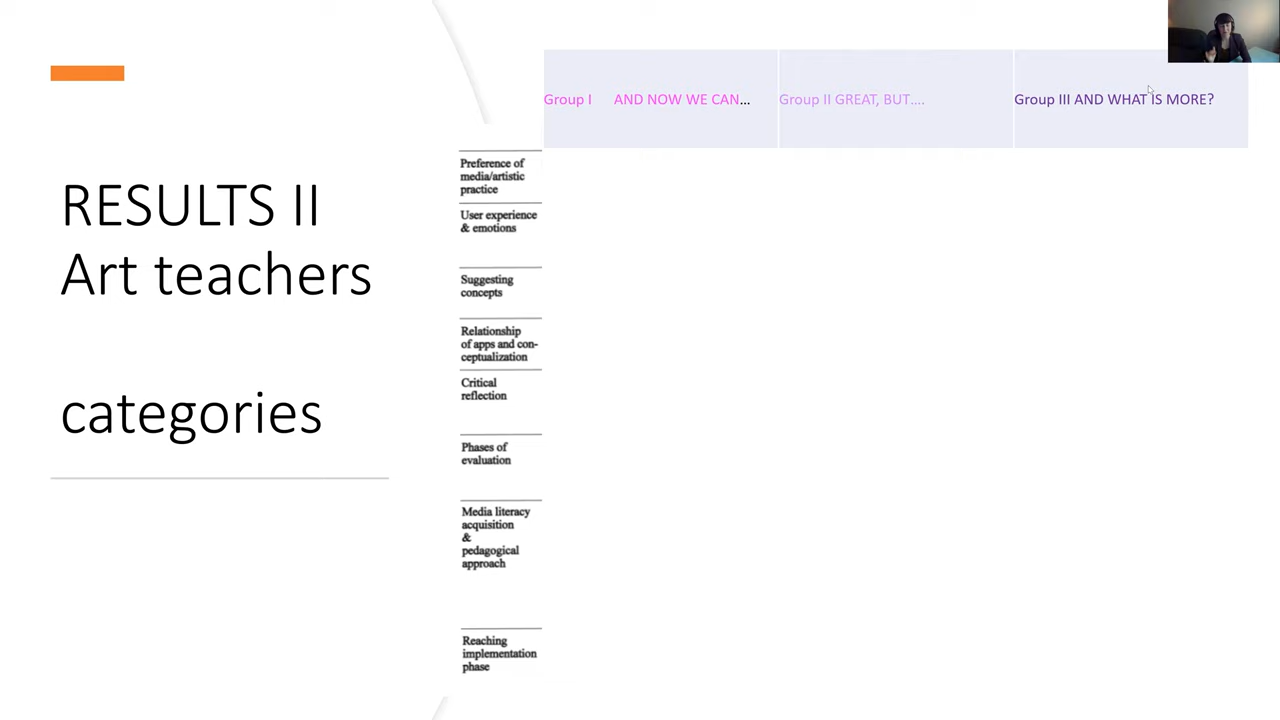 RESULTS II
Art teachers
categories
Group I AND NOW WE CAN...
Group II GREAT, BUT....
Group III AND WHAT IS MORE?
Preference of
media/artistic
practice
User experience
& emotions
Suggesting
concepts
Relationship
of apps and con-
ceptualization
Critical
reflection
Phases of
evaluation
Media literacy
acquisition
&
pedagogical
approach
Reaching
implementation
phase